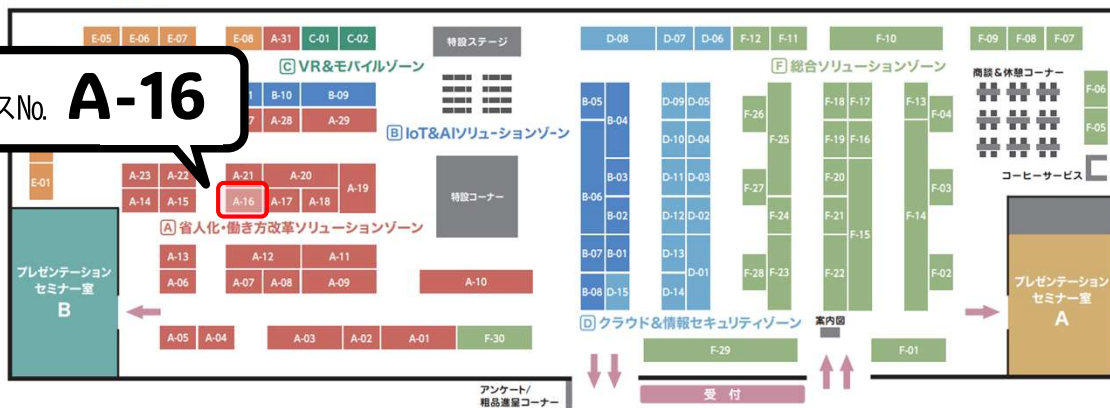 E-05 E-06 E-07 E-08 A-31 C-01 C-02 特設ステージ D-08 D-07 D-06 F-12 F-11 F-10 F-09 F-08 F-07
C VR&モバイルゾーン
F 総合ソリューションゾーン
商談&休憩コーナー
スNo. A-16
B-10 B-09
A-28 A-29
B IoT&AIソリューションゾーン
B-05 B-04 D-09 D-05 F-26 F-25 F-18 F-17 F-13 F-04 F-06
D-10 D-04 F-19 F-16 F-05
E-01 A-23 A-22 A-21 A-20 A-19
A-14 A-15 A-16 A-17 A-18
特設コーナー
B-06 B-03 D-11 D-03 F-27 F-20 F-14 F-03
コーヒーサービス
B-02 D-12 D-02 F-24 F-21 F-15
A 省人化・働き方改革ソリューションゾーン
A-13 A-12 A-11
A-06 A-07 A-08 A-09 A-10
B-07 B-01 D-13 D-01 F-28 F-23 F-22 F-02
B-08 D-15 D-14
プレゼンテーション
セミナー室
B
プレゼンテーション
セミナー室
A
D クラウド&情報セキュリティゾーン
案内図
A-05 A-04 A-03 A-02 A-01 F-30
F-29 F-01
アンケート/
粗品進呈コーナー
受付